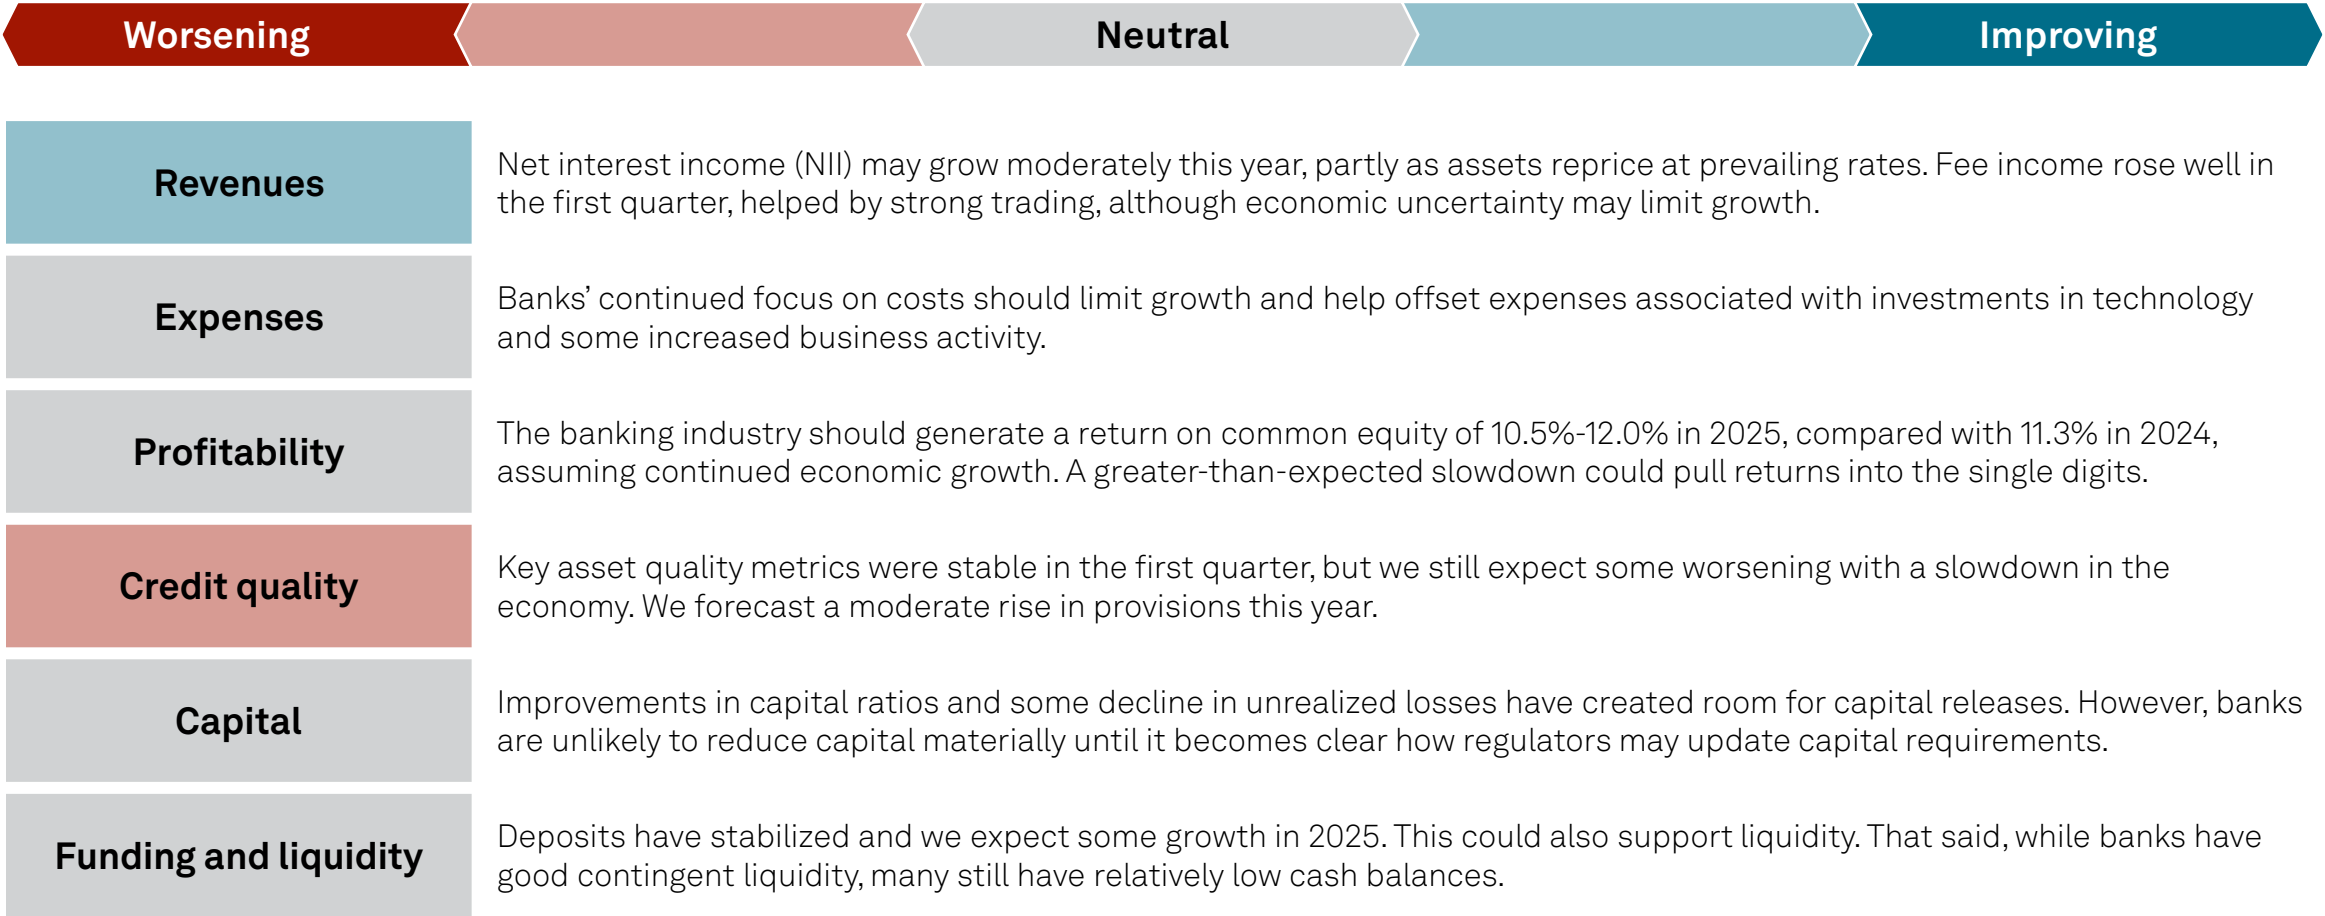 Worsening
Neutral
Improving
Revenues
Net interest income (NII) may grow moderately this year, partly as assets reprice at prevailing rates. Fee income rose well in
the first quarter, helped by strong trading, although economic uncertainty may limit growth.
Expenses
Banks’ continued focus on costs should limit growth and help offset expenses associated with investments in technology
and some increased business activity.
Profitability
The banking industry should generate a return on common equity of 10.5%-12.0% in 2025, compared with 11.3% in 2024,
assuming continued economic growth. A greater-than-expected slowdown could pull returns into the single digits.
Credit quality
Key asset quality metrics were stable in the first quarter, but we still expect some worsening with a slowdown in the
economy. We forecast a moderate rise in provisions this year.
Capital
Improvements in capital ratios and some decline in unrealized losses have created room for capital releases. However, banks
are unlikely to reduce capital materially until it becomes clear how regulators may update capital requirements.
Funding and liquidity
Deposits have stabilized and we expect some growth in 2025. This could also support liquidity. That said, while banks have
good contingent liquidity, many still have relatively low cash balances.